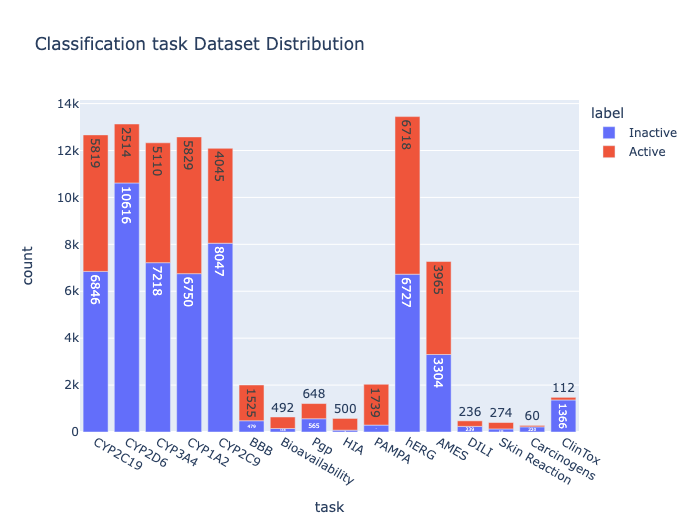 Classification task Dataset Distribution
label
Inactive
Active
count
14k
12k
10k
8k
6k
4k
2k
0
5819
2514
5110
5829
4045
1525
492
648
500
1739
6718
3965
236
274
60
112
6846
10616
7218
6750
8047
479
565
6727
3304
239
220
1366
CYP2C19
CYP2D6
CYP3A4
CYP1A2
CYP2C9
BBB
Bioavailability
Pgp
HIA
PAMPA
hERG
AMES
DILI
Skin Reaction
Carcinogens
ClinTox
task